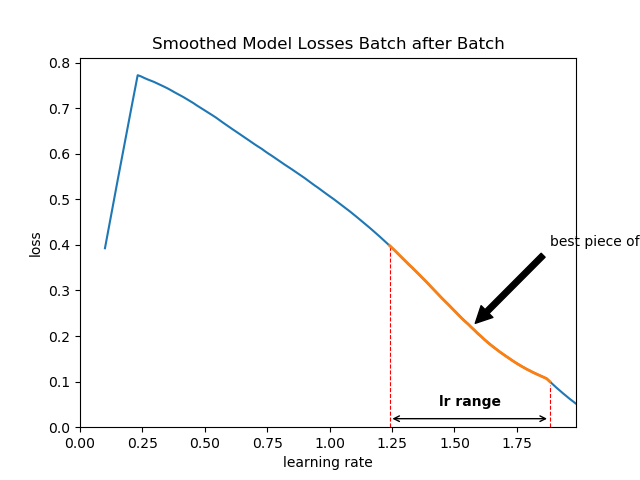 Smoothed Model Losses Batch after Batch
0.8
0.7
0.6
0.5
0.4
0.3
0.2
0.1
0.0
loss
best piece of
lr range
0.00 0.25 0.50 0.75 1.00 1.25 1.50 1.75
learning rate